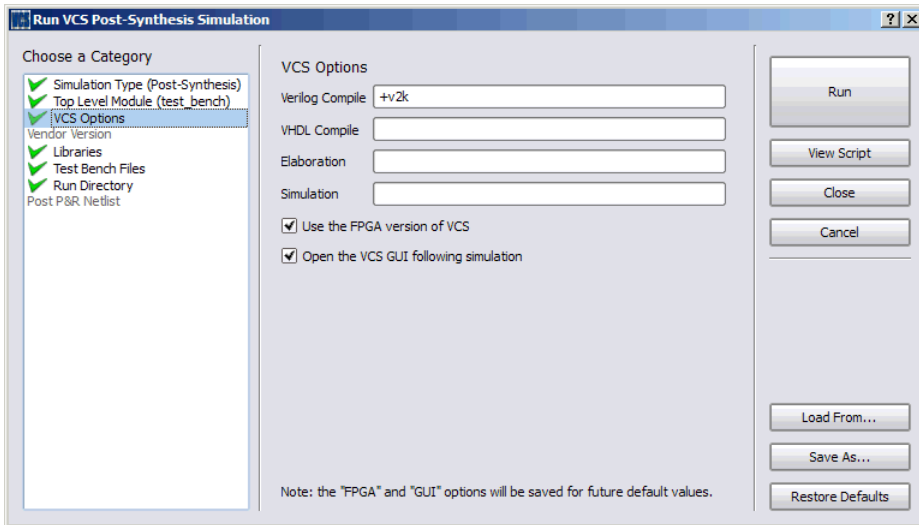 Run VCS Post-Synthesis Simulation
Choose a Category
Simulation Type (Post-Synthesis)
Top Level Module (test_bench)
VCS Options
Vendor Version
Libraries
Test Bench Files
Run Directory
Post P&R Netlist
VCS Options
Verilog Compile +v2k
VHDL Compile
Elaboration
Simulation
Use the FPGA version of VCS
Open the VCS GUI following simulation
Note: the "FPGA" and "GUI" options will be saved for future default values.
Run
View Script
Close
Cancel
Load From...
Save As...
Restore Defaults